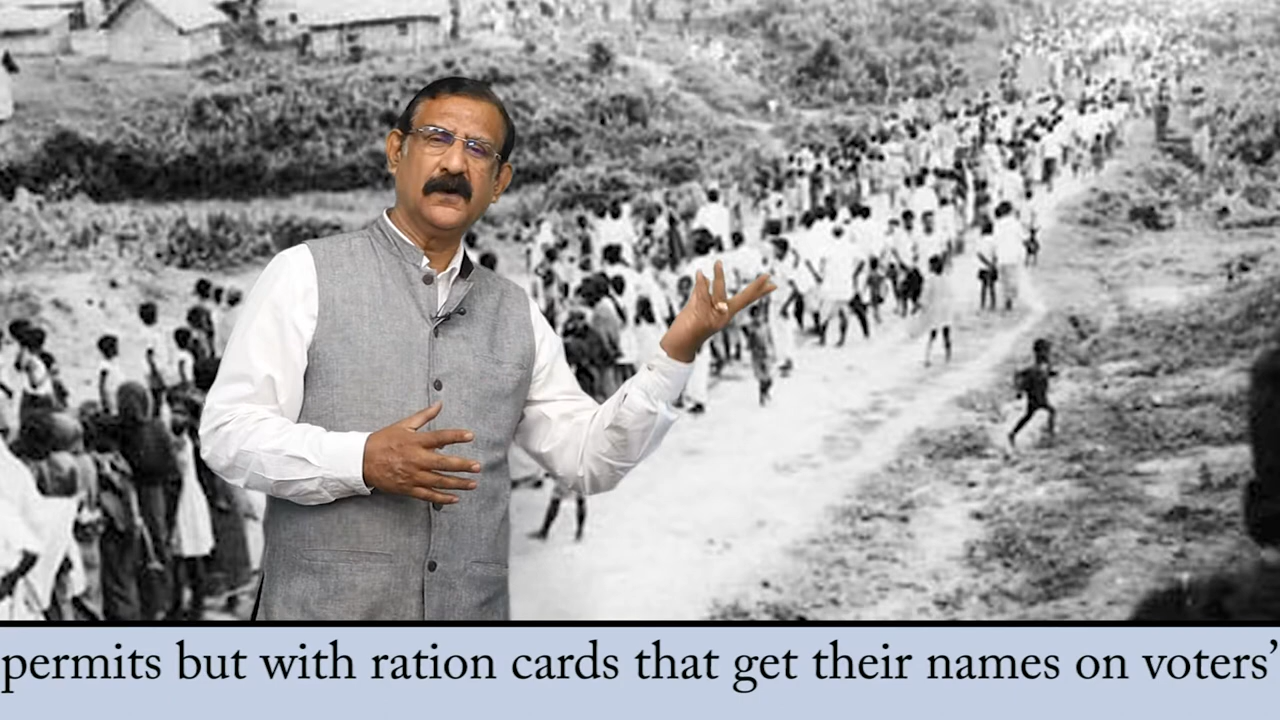 permits but with ration cards that get their names on voters’